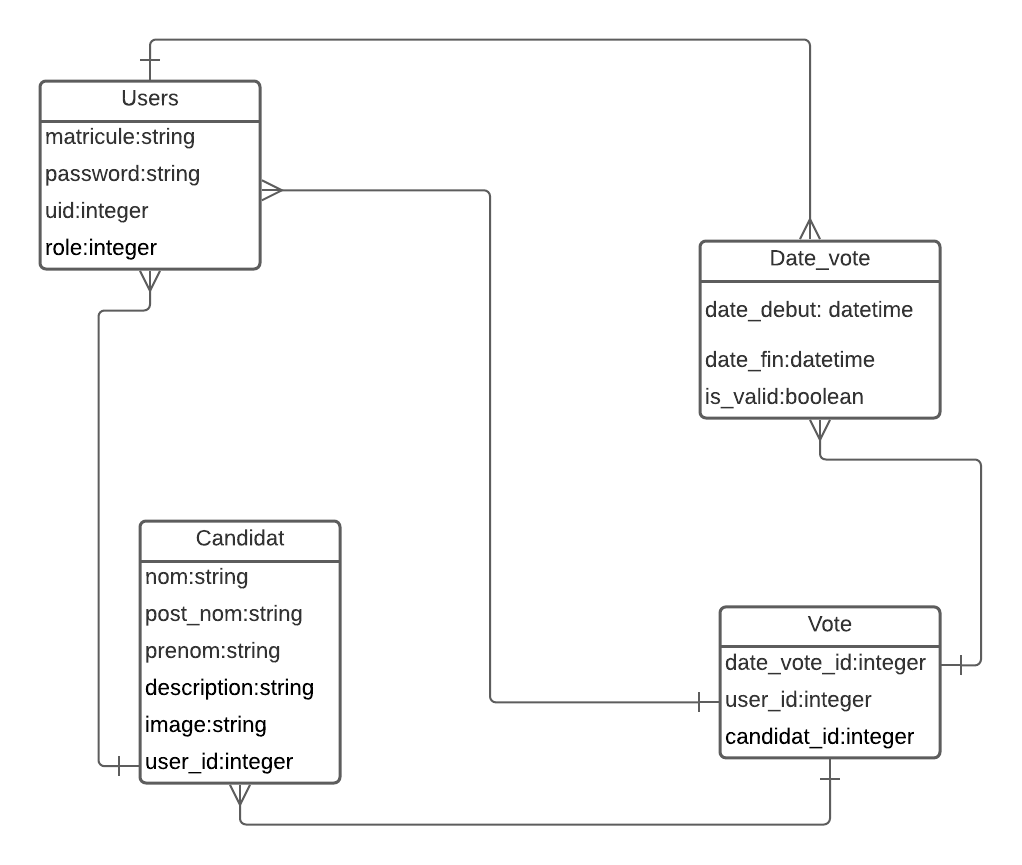 Users
matricule:string
password:string
uid:integer
role:integer
Date_vote
date_debut: datetime
date_fin:datetime
is_valid:boolean
Candidat
nom:string
post_nom:string
prenom:string
description:string
image:string
user_id:integer
Vote
date_vote_id:integer
user_id:integer
candidat_id:integer